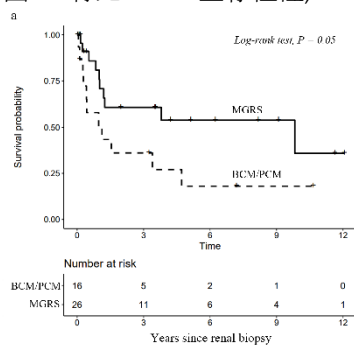 a
Log-rank test, P = 0.05
1.00
0.75
0.50
0.25
0.00
Survival probability
MGRS
BCM/PCM
0 3 6 9 12
Time
Number at risk
BCM/PCM 16 5 2 1 0
MGRS 26 11 6 4 1
0 3 6 9 12
Years since renal biopsy